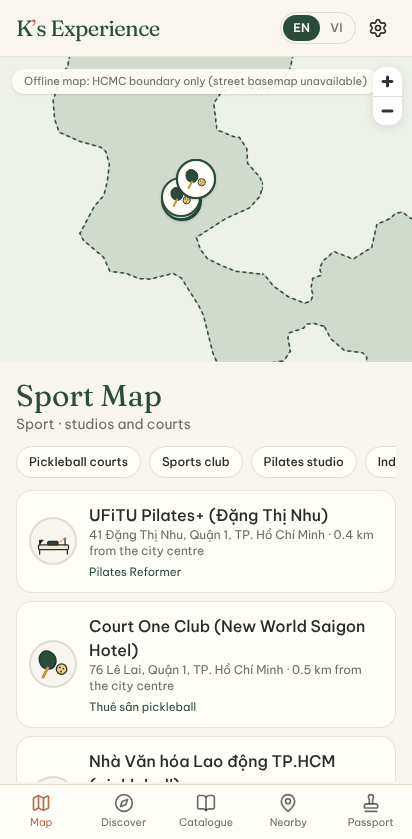 K's Experience
EN VI
Offline map: HCMC boundary only (street basemap unavailable)
+
−
Sport Map
Sport · studios and courts
Pickleball courts
Sports club
Pilates studio
Ind
UFiTU Pilates+ (Đặng Thị Nhu)
41 Đặng Thị Nhu, Quận 1, TP. Hồ Chí Minh · 0.4 km
from the city centre
Pilates Reformer
Court One Club (New World Saigon
Hotel)
76 Lê Lai, Quận 1, TP. Hồ Chí Minh · 0.5 km from
the city centre
Thuê sân pickleball
Nhà Văn hóa Lao động TP.HCM
(pickleball)
Map
Discover
Catalogue
Nearby
Passport